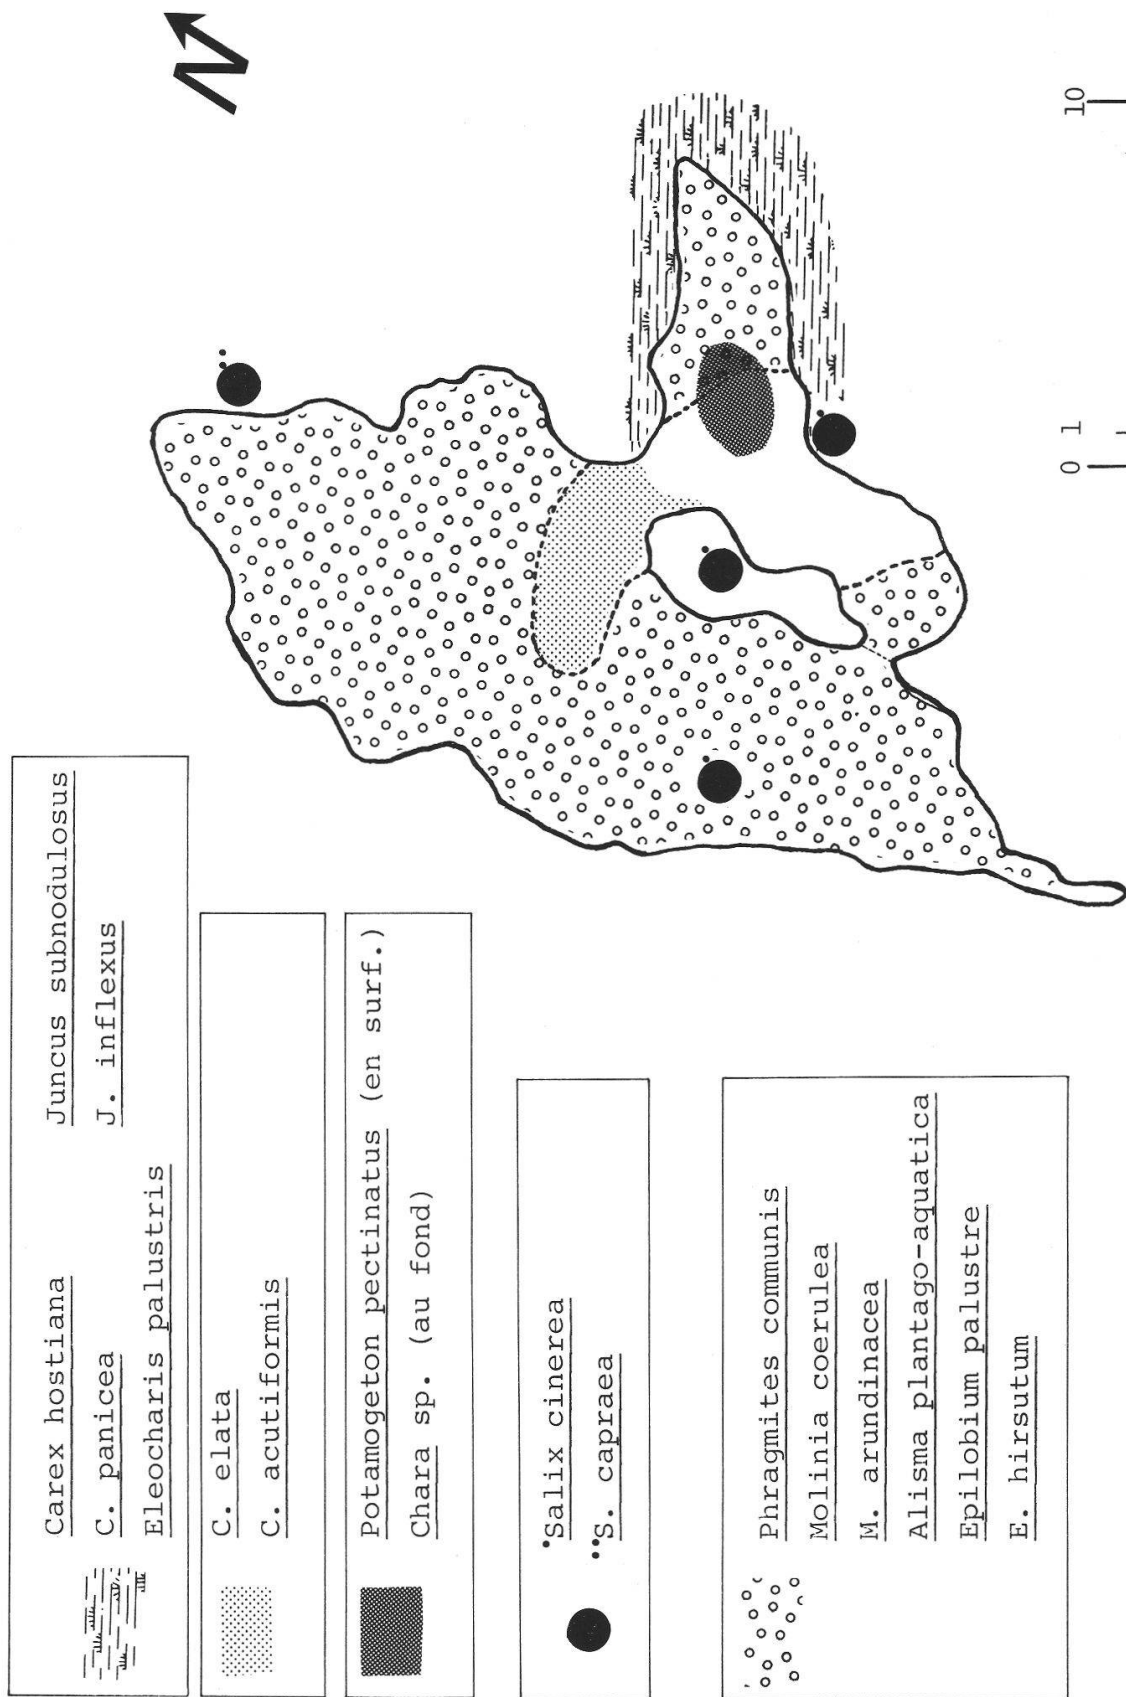 N
Carex hostiana
C. panicea
Eleocharis palustris
Juncus subnodulosus
J. inflexus
C. elata
C. acutiformis
Potamogeton pectinatus (en surf.)
Chara sp. (au fond)
•Salix cinerea
••S. capraea
Phragmites communis
Molinia coerulea
M. arundinacea
Alisma plantago-aquatica
Epilobium palustre
E. hirsutum
0 1 10